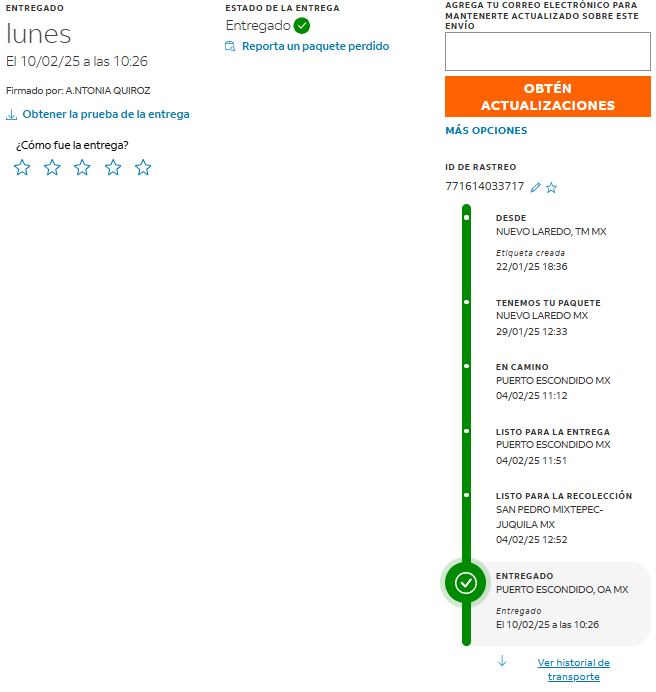 ENTREGADO
lunes
El 10/02/25 a las 10:26
Firmado por: A.NTONIA QUIROZ
Obtener la prueba de la entrega
¿Cómo fue la entrega?
ESTADO DE LA ENTREGA
Entregado
Reporta un paquete perdido
AGREGA TU CORREO ELECTRÓNICO PARA
MANTENERTE ACTUALIZADO SOBRE ESTE
ENVÍO
OBTÉN
ACTUALIZACIONES
MÁS OPCIONES
ID DE RASTREO
771614033717
DESDE
NUEVO LAREDO, TM MX
Etiqueta creada
22/01/25 18:36
TENEMOS TU PAQUETE
NUEVO LAREDO MX
29/01/25 12:33
EN CAMINO
PUERTO ESCONDIDO MX
04/02/25 11:12
LISTO PARA LA ENTREGA
PUERTO ESCONDIDO MX
04/02/25 11:51
LISTO PARA LA RECOLECCIÓN
SAN PEDRO MIXTEPEC-
JUQUILA MX
04/02/25 12:52
ENTREGADO
PUERTO ESCONDIDO, OA MX
Entregado
El 10/02/25 a las 10:26
Ver historial de
transporte